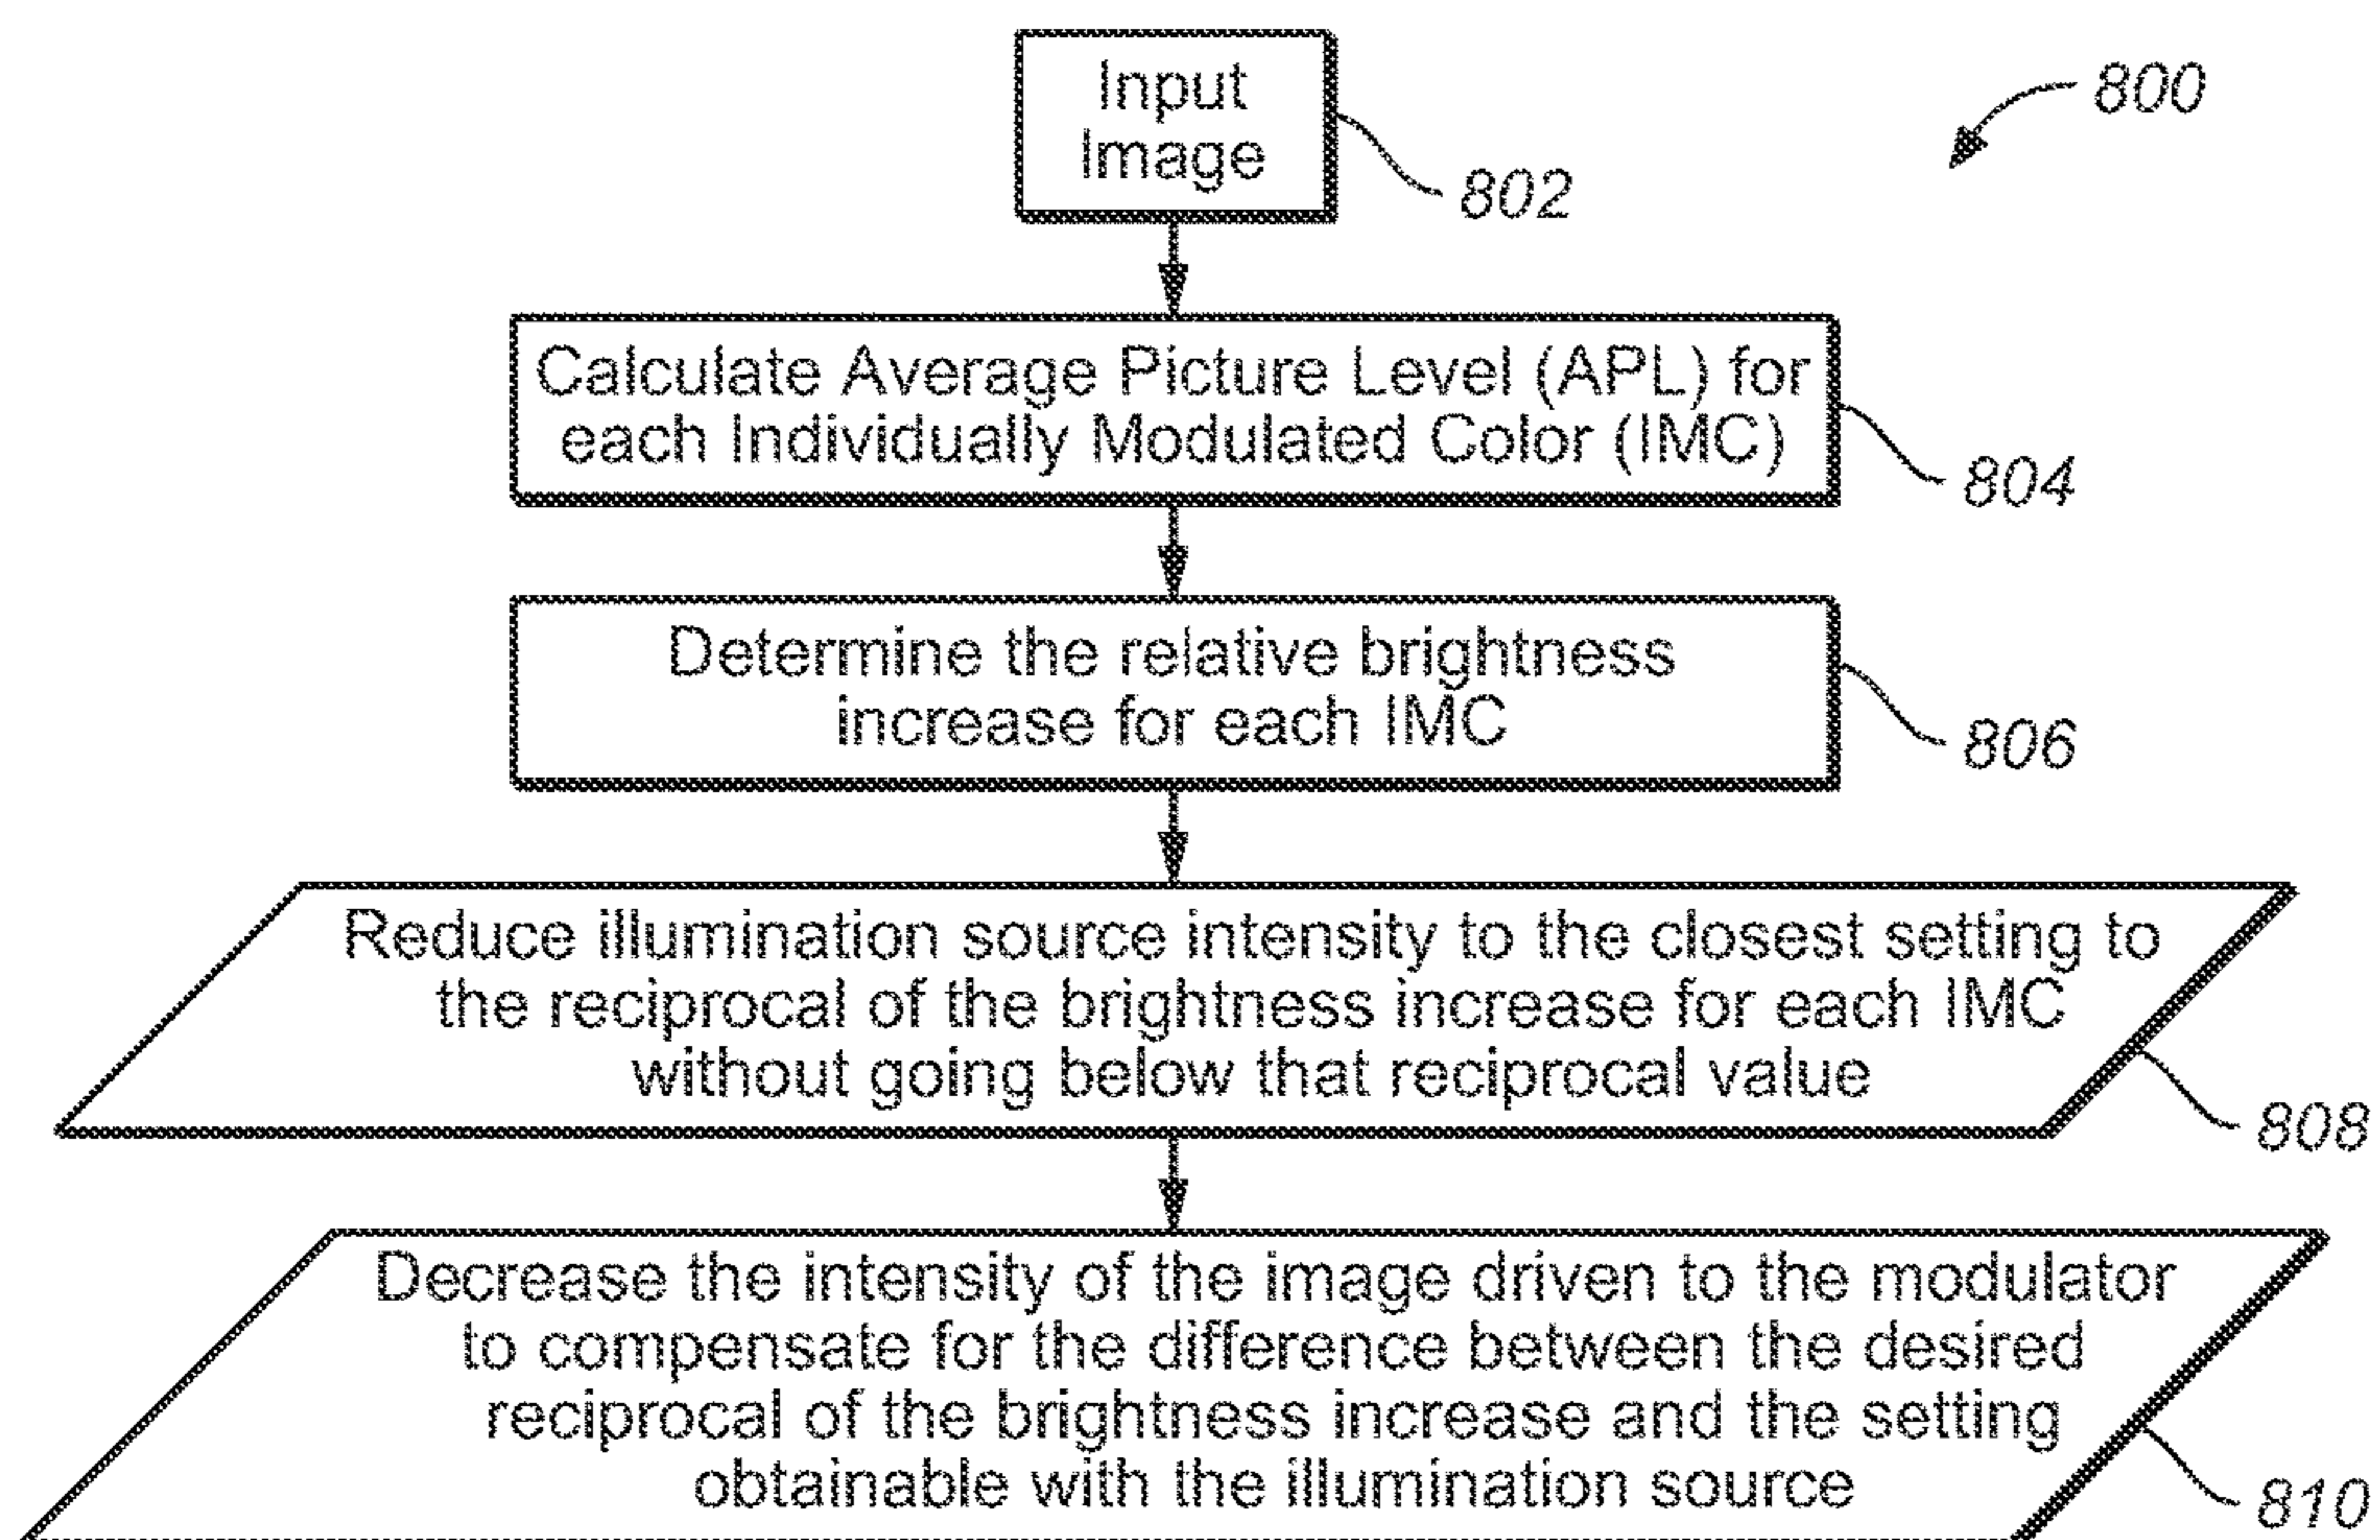 Input
Image
800
802
Calculate Average Picture Level (APL) for
each Individually Modulated Color (IMC)
804
Determine the relative brightness
increase for each IMC
806
Reduce illumination source intensity to the closest setting to
the reciprocal of the brightness increase for each IMC
without going below that reciprocal value
808
Decrease the intensity of the image driven to the modulator
to compensate for the difference between the desired
reciprocal of the brightness increase and the setting
obtainable with the illumination source
810